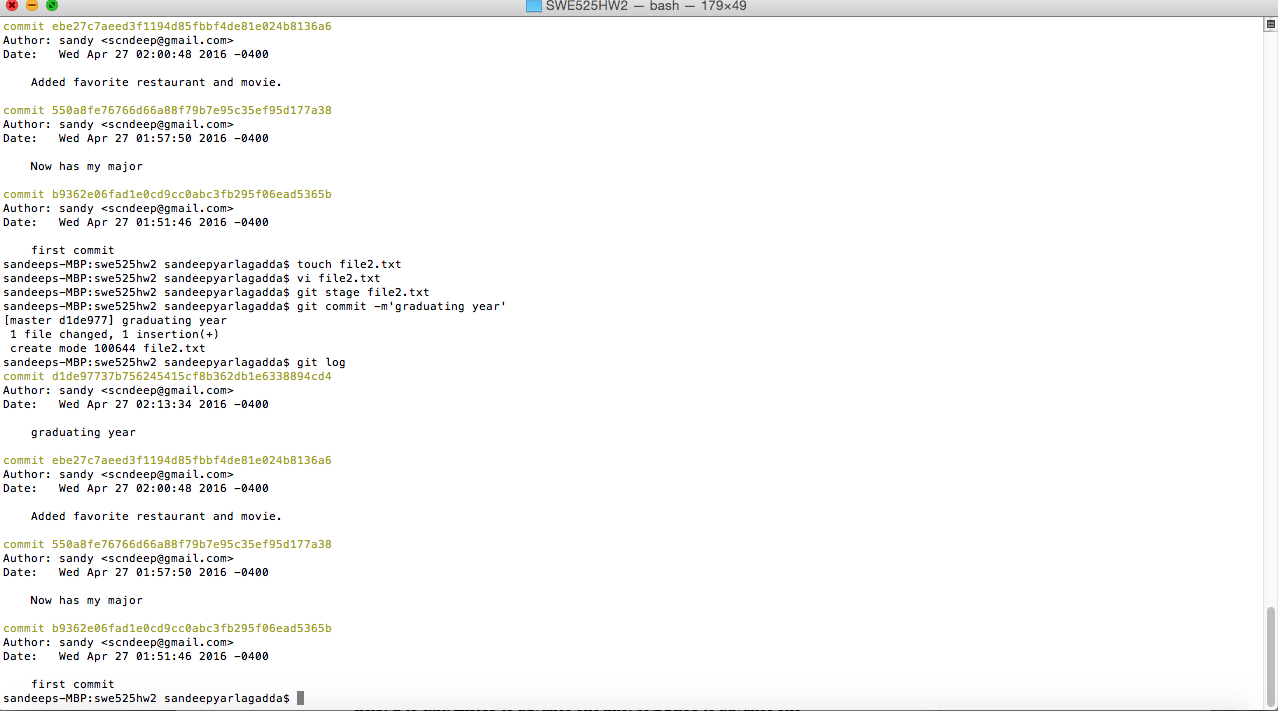 SWE525HW2 — bash — 179×49
commit ebe27c7aeed3f1194d85fbbf4de81e024b8136a6
Author: sandy <scndeep@gmail.com>
Date:   Wed Apr 27 02:00:48 2016 -0400
Added favorite restaurant and movie.
commit 550a8fe76766d66a88f79b7e95c35ef95d177a38
Author: sandy <scndeep@gmail.com>
Date:   Wed Apr 27 01:57:50 2016 -0400
Now has my major
commit b9362e06fad1e0cd9cc0abc3fb295f06ead5365b
Author: sandy <scndeep@gmail.com>
Date:   Wed Apr 27 01:51:46 2016 -0400
first commit
sandeeps-MBP:swe525hw2 sandeepyarlagadda$ touch file2.txt
sandeeps-MBP:swe525hw2 sandeepyarlagadda$ vi file2.txt
sandeeps-MBP:swe525hw2 sandeepyarlagadda$ git stage file2.txt
sandeeps-MBP:swe525hw2 sandeepyarlagadda$ git commit -m'graduating year'
[master d1de977] graduating year
1 file changed, 1 insertion(+)
create mode 100644 file2.txt
sandeeps-MBP:swe525hw2 sandeepyarlagadda$ git log
commit d1de97737b756245415cf8b362db1e6338894cd4
Author: sandy <scndeep@gmail.com>
Date:   Wed Apr 27 02:13:34 2016 -0400
graduating year
commit ebe27c7aeed3f1194d85fbbf4de81e024b8136a6
Author: sandy <scndeep@gmail.com>
Date:   Wed Apr 27 02:00:48 2016 -0400
Added favorite restaurant and movie.
commit 550a8fe76766d66a88f79b7e95c35ef95d177a38
Author: sandy <scndeep@gmail.com>
Date:   Wed Apr 27 01:57:50 2016 -0400
Now has my major
commit b9362e06fad1e0cd9cc0abc3fb295f06ead5365b
Author: sandy <scndeep@gmail.com>
Date:   Wed Apr 27 01:51:46 2016 -0400
first commit
sandeeps-MBP:swe525hw2 sandeepyarlagadda$